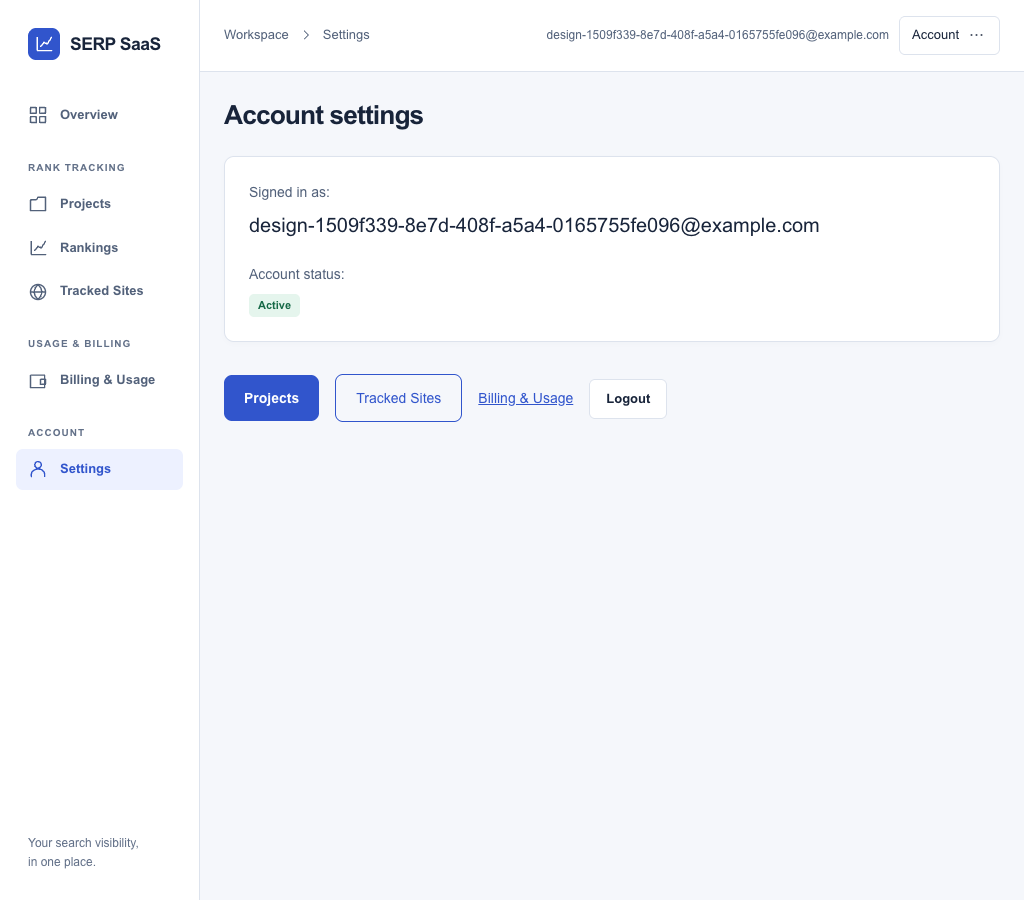 SERP SaaS
Overview
RANK TRACKING
Projects
Rankings
Tracked Sites
USAGE & BILLING
Billing & Usage
ACCOUNT
Settings
Your search visibility,
in one place.
Workspace > Settings
design-1509f339-8e7d-408f-a5a4-0165755fe096@example.com
Account ···
Account settings
Signed in as:
design-1509f339-8e7d-408f-a5a4-0165755fe096@example.com
Account status:
Active
Projects
Tracked Sites
Billing & Usage
Logout